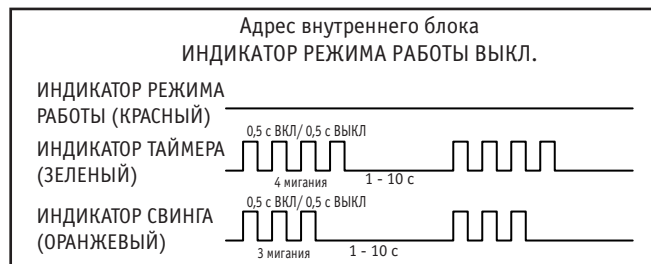 Адрес внутреннего блока
ИНДИКАТОР РЕЖИМА РАБОТЫ ВЫКЛ.
ИНДИКАТОР РЕЖИМА
РАБОТЫ (КРАСНЫЙ)
0,5 с ВКЛ/ 0,5 с ВЫКЛ
ИНДИКАТОР ТАЙМЕРА
(ЗЕЛЕНЫЙ)
4 мигания
1 - 10 с
0,5 с ВКЛ/ 0,5 с ВЫКЛ
ИНДИКАТОР СВИНГА
(ОРАНЖЕВЫЙ)
3 мигания
1 - 10 с